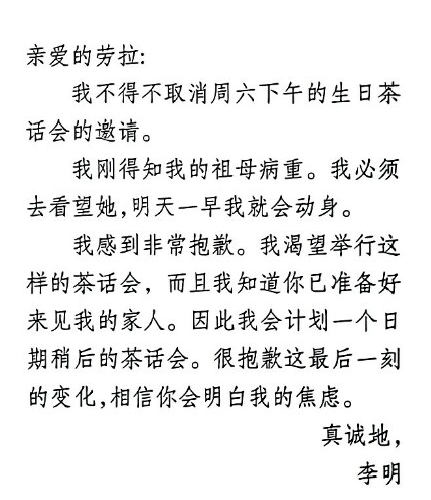 亲爱的劳拉:
我不得不取消周六下午的生日茶
话会的邀请。
我刚得知我的祖母病重。我必须
去看望她,明天一早我就会动身。
我感到非常抱歉。我渴望举行这
样的茶话会，而且我知道你已准备好
来见我的家人。因此我会计划一个日
期稍后的茶话会。很抱歉这最后一刻
的变化,相信你会明白我的焦虑。
真诚地，
李明